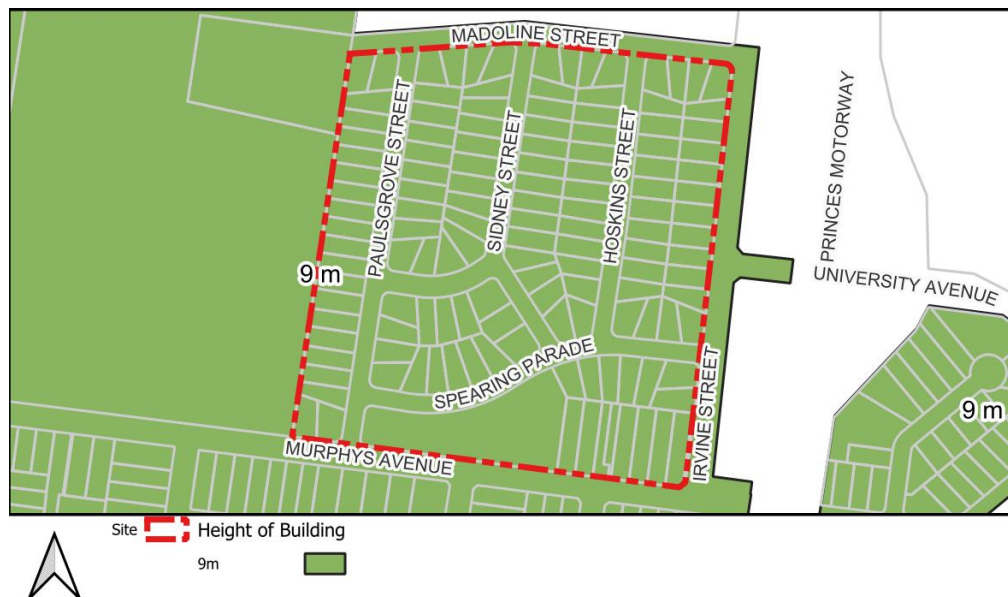 MADOLINE STREET
PAULSGROVE STREET
SIDNEY STREET
HOSKINS STREET
PRINCES MOTORWAY
UNIVERSITY AVENUE
9 m
SPEARING PARADE
IRVINE STREET
9 m
MURPHYS AVENUE
Site Height of Building
9m